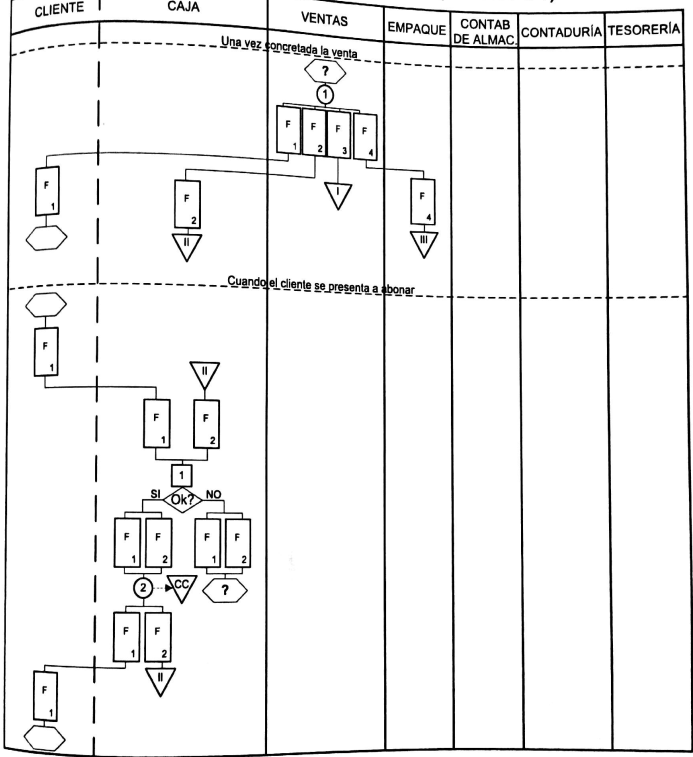 CLIENTE CAJA VENTAS EMPAQUE CONTAB DE ALMAC. CONTADURÍA TESORERÍA
Una vez concretada la venta
?
1
F 1 F 2 F 3 F 4
F 1
F 2
I
F 4
II
III
Cuando el cliente se presenta a abonar
F 1
II
F 1 F 2
1
SI Ok? NO
F 1 F 2 F 1 F 2
2 CC ?
F 1 F 2
II
F 1